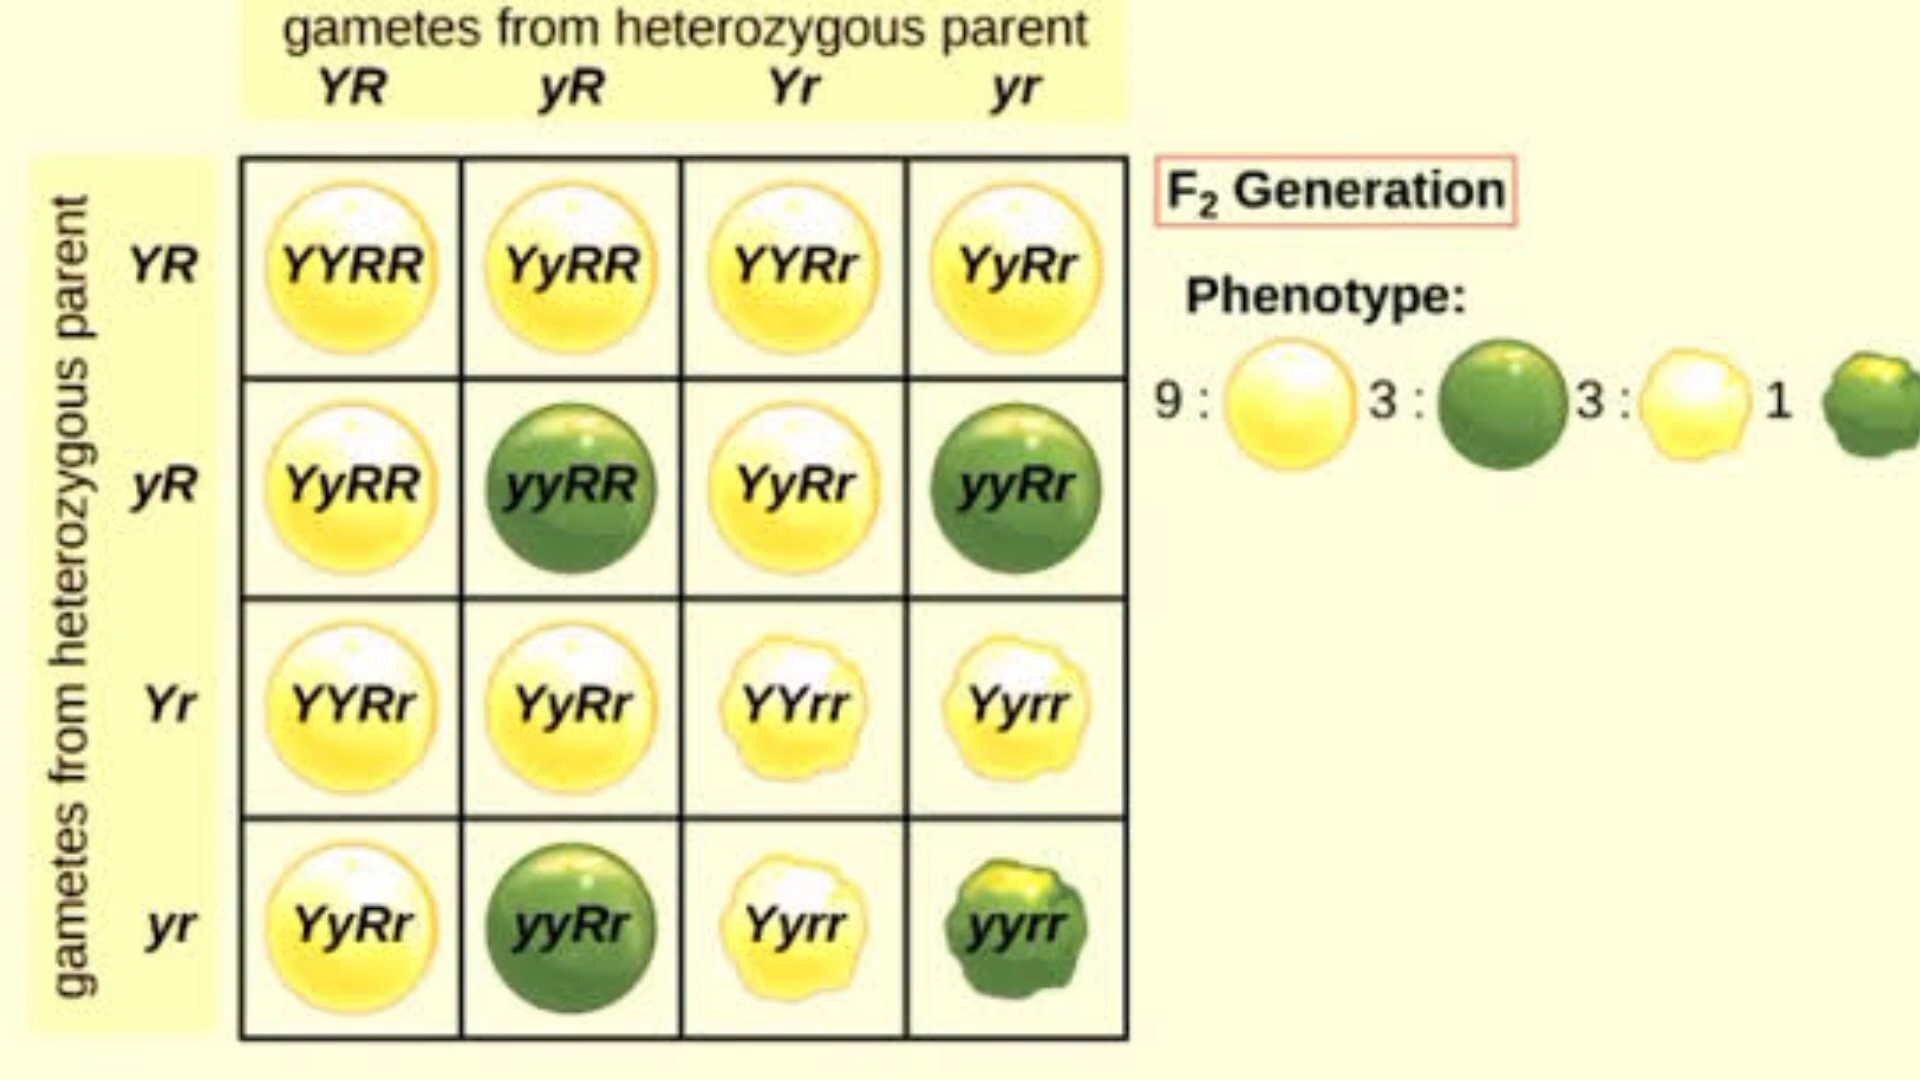 gametes from heterozygous parent
YR yR Yr yr
gametes from heterozygous parent
YR YYRR YyRR YYRr YyRr
yR YyRR yyRR YyRr yyRr
Yr YYRr YyRr YYrr Yyrr
yr YyRr yyRr Yyrr yyrr
F₂ Generation
Phenotype:
9 : 3 : 3 : 1